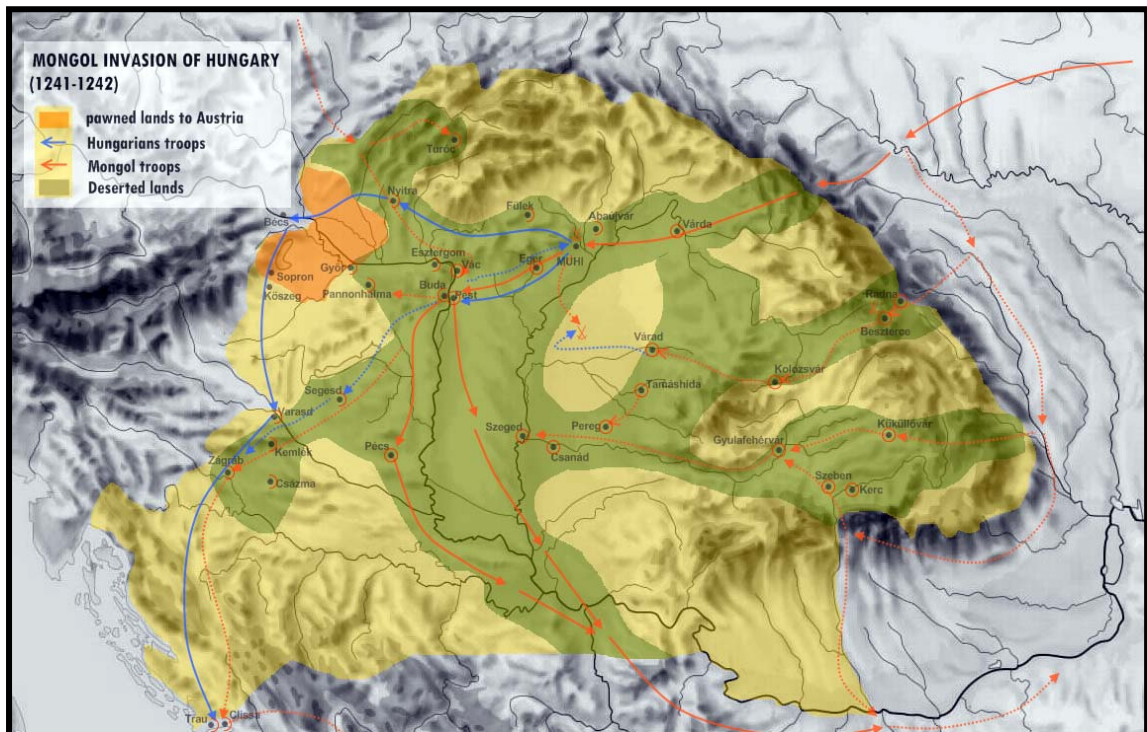 MONGOL INVASION OF HUNGARY
(1241-1242)
pawned lands to Austria
Hungarians troops
Mongol troops
Deserted lands
Turóc
Nyitra
Bécs
Fülek
Abaújvár
Várda
MUHI
Esztergom
Vác
Eger
Győr
Sopron
Kőszeg
Pannonhalma
Buda
Pest
Radna
Beszterce
Várad
Kolozsvár
Tamáshida
Segesd
Varasd
Pereg
Szeged
Csanád
Gyulafehérvár
Küküllővár
Kemlék
Pécs
Zágráb
Csázma
Szeben
Kerc
Trau
Clissa